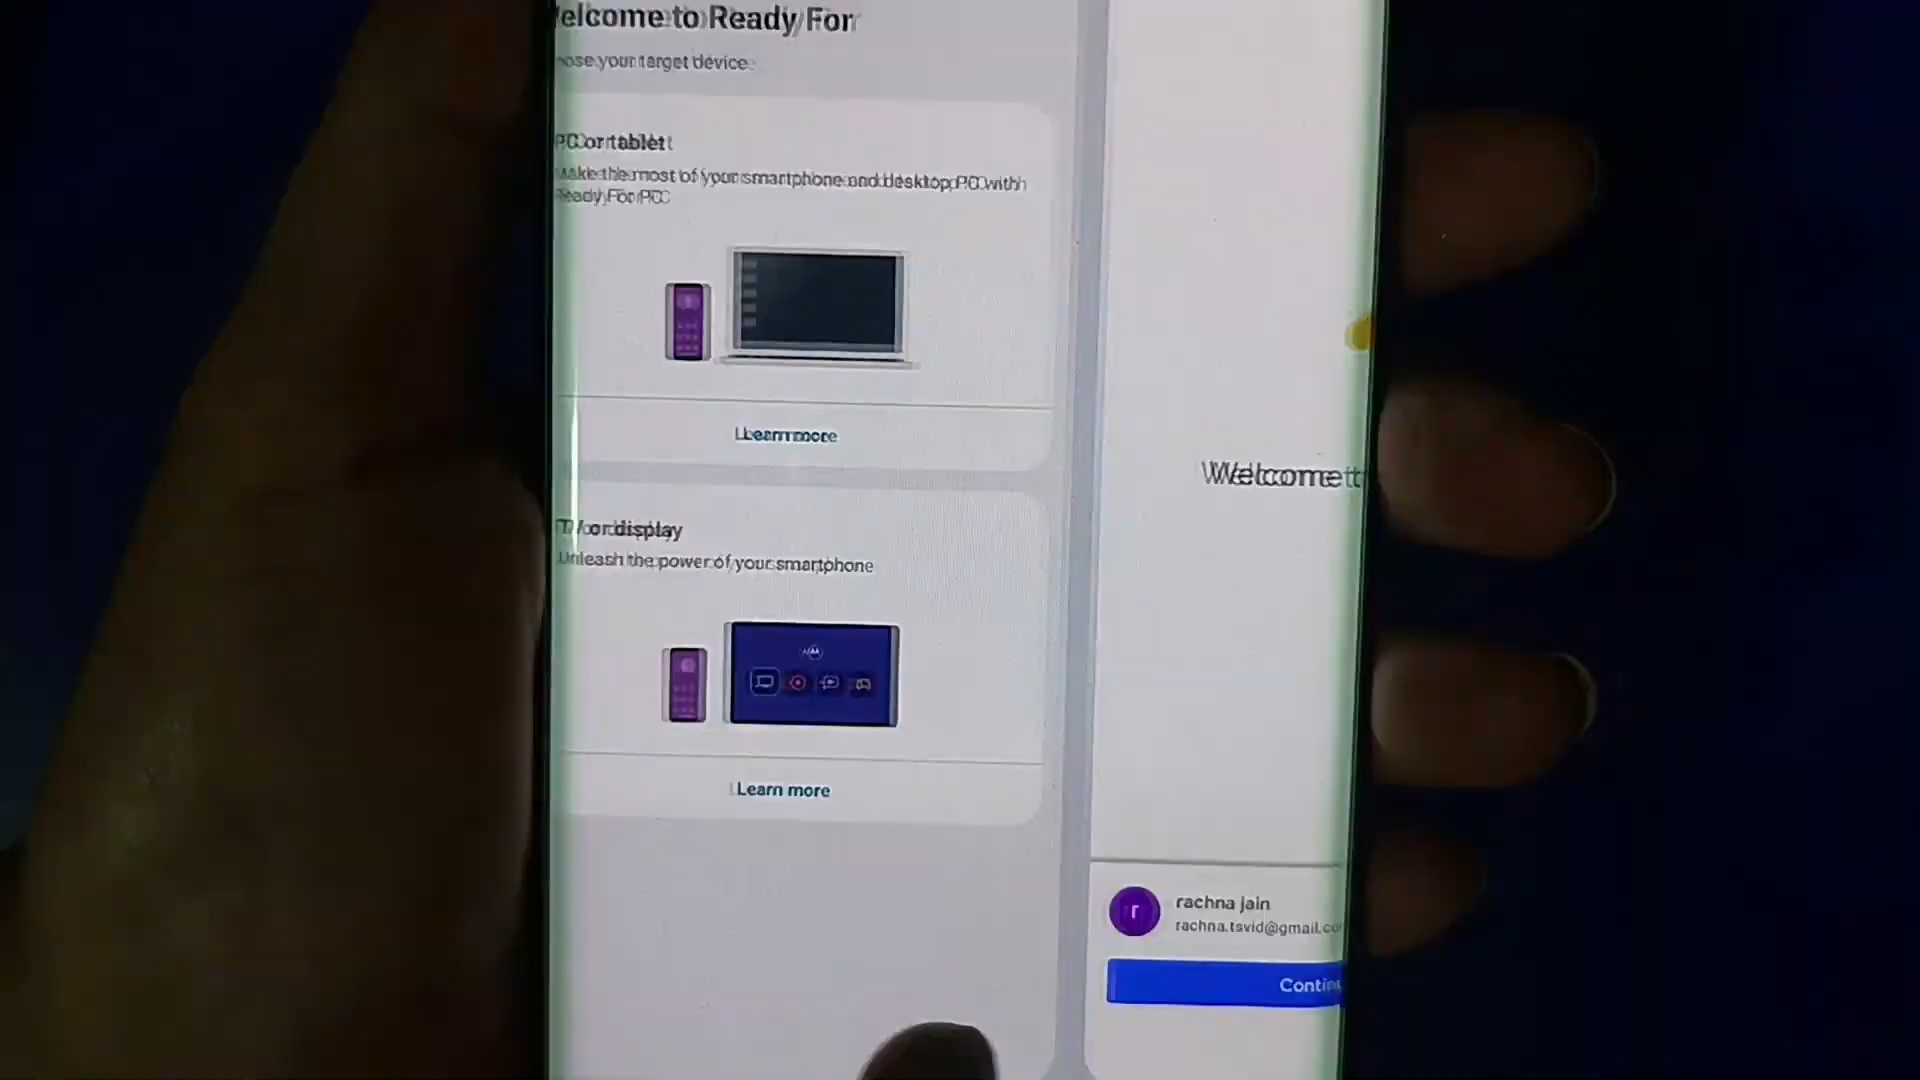 elcome to Ready For
ose your target device
PC or tablet
Make the most of your smartphone and desktop PC with
Ready For PC
Learn more
TV or display
Unleash the power of your smartphone
Learn more
Welcome t
rachna jain
rachna.tsvid@gmail.co
Contin